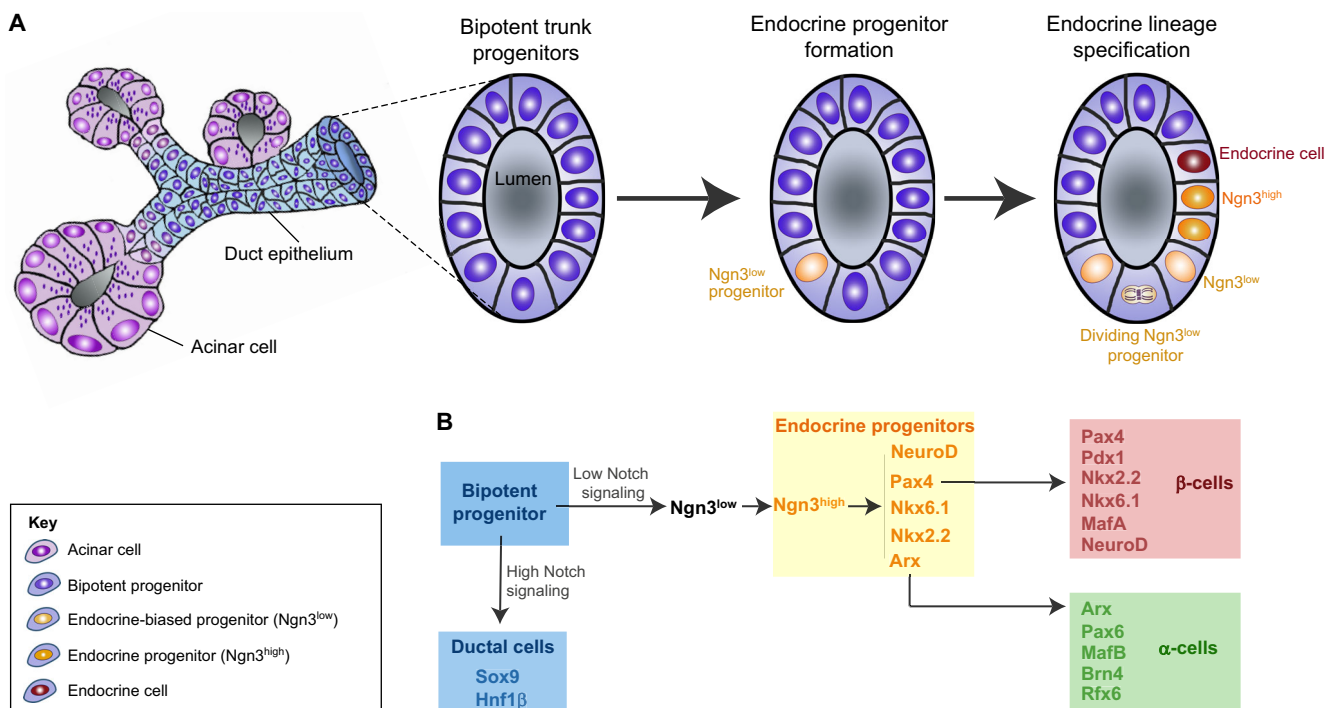 A
Bipotent trunk
progenitors
Endocrine progenitor
formation
Endocrine lineage
specification
Lumen
Duct epithelium
Acinar cell
Ngn3low
progenitor
Endocrine cell
Ngn3high
Ngn3low
Dividing Ngn3low
progenitor
Key
Acinar cell
Bipotent progenitor
Endocrine-biased progenitor (Ngn3low)
Endocrine progenitor (Ngn3high)
Endocrine cell
B
Bipotent
progenitor
Low Notch
signaling
High Notch
signaling
Ductal cells
Sox9
Hnf1β
Ngn3low
Endocrine progenitors
Ngn3high
NeuroD
Pax4
Nkx6.1
Nkx2.2
Arx
Pax4
Pdx1
Nkx2.2
Nkx6.1
MafA
NeuroD
β-cells
Arx
Pax6
MafB
Brn4
Rfx6
α-cells